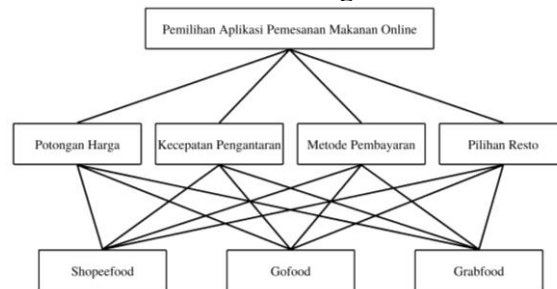 Pemilihan Aplikasi Pemesanan Makanan Online
Potongan Harga
Kecepatan Pengantaran
Metode Pembayaran
Pilihan Resto
Shopeefood
Gofood
Grabfood